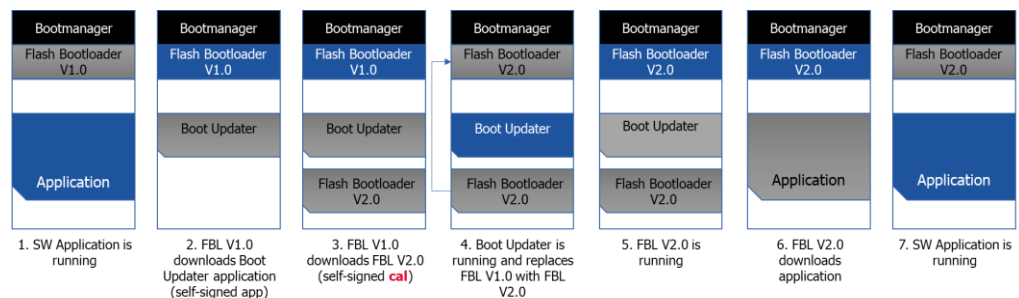 Bootmanager
Flash Bootloader
V1.0
Application
1. SW Application is
running
Bootmanager
Flash Bootloader
V1.0
Boot Updater
2. FBL V1.0
downloads Boot
Updater application
(self-signed app)
Bootmanager
Flash Bootloader
V1.0
Boot Updater
Flash Bootloader
V2.0
3. FBL V1.0
downloads FBL V2.0
(self-signed cal)
Bootmanager
Flash Bootloader
V2.0
Boot Updater
Flash Bootloader
V2.0
4. Boot Updater is
running and replaces
FBL V1.0 with FBL
V2.0
Bootmanager
Flash Bootloader
V2.0
Boot Updater
Flash Bootloader
V2.0
5. FBL V2.0 is
running
Bootmanager
Flash Bootloader
V2.0
Application
6. FBL V2.0
downloads
application
Bootmanager
Flash Bootloader
V2.0
Application
7. SW Application is
running